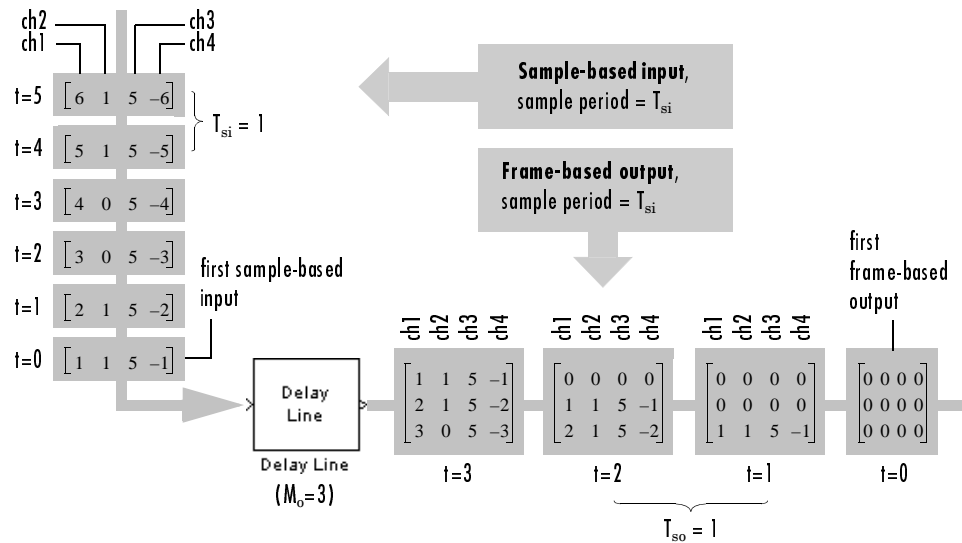 ch2
ch1
ch3
ch4
t=5 [6 1 5 –6]
t=4 [5 1 5 –5]
T_si = 1
t=3 [4 0 5 –4]
t=2 [3 0 5 –3]
t=1 [2 1 5 –2]
t=0 [1 1 5 –1]
first sample-based
input
Sample-based input,
sample period = T_si
Frame-based output,
sample period = T_si
first
frame-based
output
Delay
Line
Delay Line
(M_o=3)
ch1 ch2 ch3 ch4
1 1 5 –1
2 1 5 –2
3 0 5 –3
t=3
ch1 ch2 ch3 ch4
0 0 0 0
1 1 5 –1
2 1 5 –2
t=2
ch1 ch2 ch3 ch4
0 0 0 0
0 0 0 0
1 1 5 –1
t=1
0 0 0 0
0 0 0 0
0 0 0 0
t=0
T_so = 1